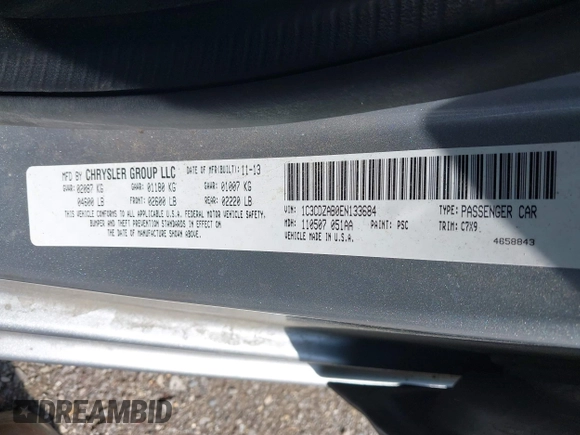 MFD BY CHRYSLER GROUP LLC DATE OF MFR(BUILT): 11-13
GVWR: 02087 KG GAWR: 01180 KG GAWR: 01007 KG
04600 LB FRONT: 02600 LB REAR: 02220 LB
THIS VEHICLE CONFORMS TO ALL APPLICABLE U.S.A. FEDERAL MOTOR VEHICLE SAFETY,
BUMPER, AND THEFT PREVENTION STANDARDS IN EFFECT ON
THE DATE OF MANUFACTURE SHOWN ABOVE.
VIN: 1C3CDZAB0EN133684 TYPE: PASSENGER CAR
MDH: 110507 051AA PAINT: PSC TRIM: C7X9
VEHICLE MADE IN U.S.A. 4658843
DREAMBID